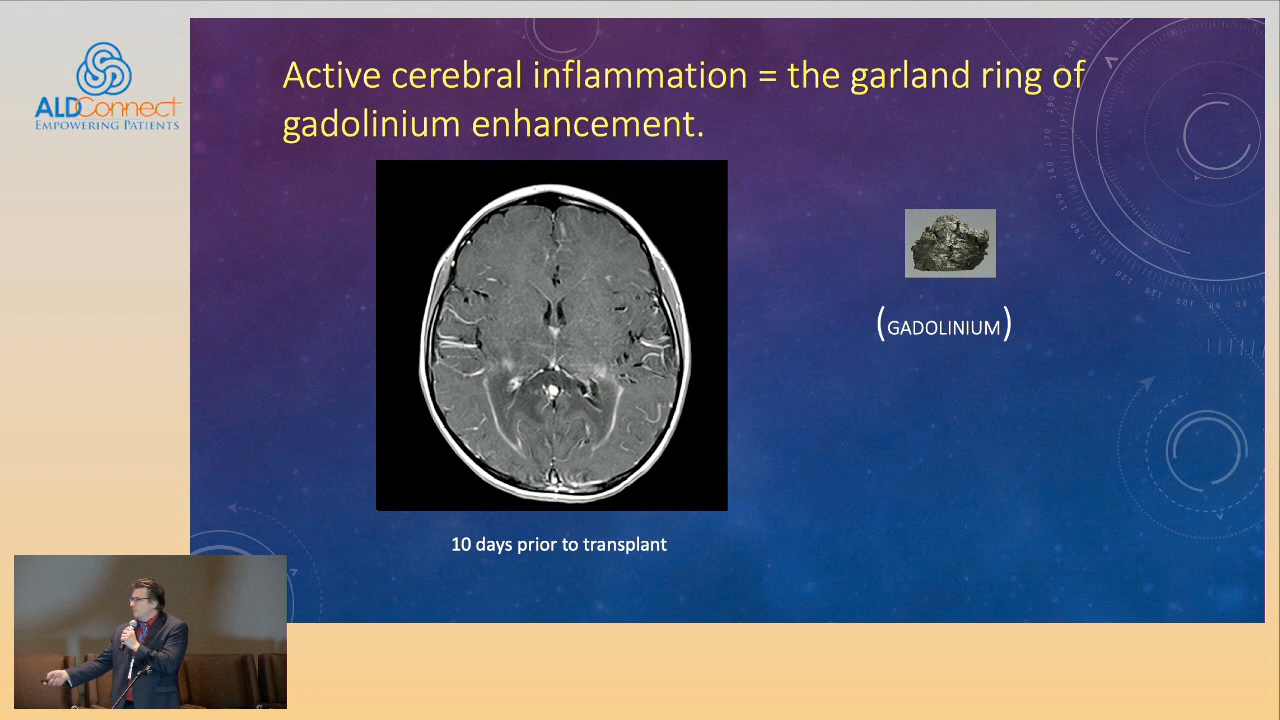 ALDConnect
EMPOWERING PATIENTS
Active cerebral inflammation = the garland ring of
gadolinium enhancement.
(GADOLINIUM)
10 days prior to transplant